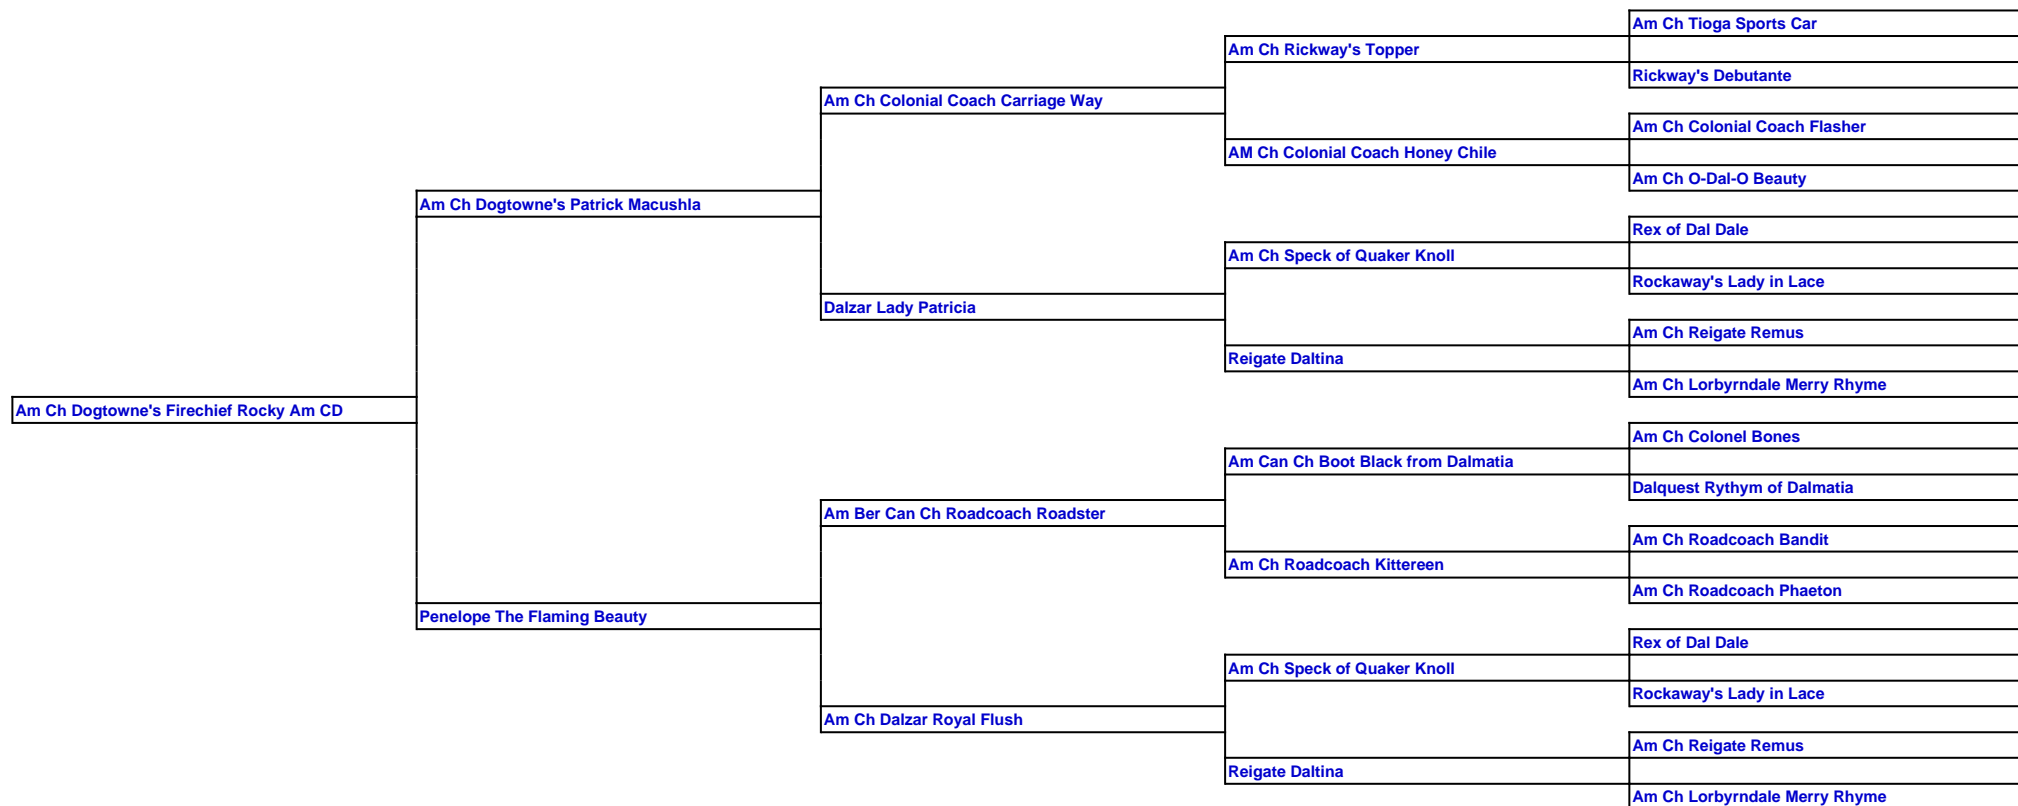 Am Ch Tioga Sports Car
Am Ch Rickway's Topper
Rickway's Debutante
Am Ch Colonial Coach Carriage Way
Am Ch Colonial Coach Flasher
AM Ch Colonial Coach Honey Chile
Am Ch O-Dal-O Beauty
Am Ch Dogtowne's Patrick Macushla
Rex of Dal Dale
Am Ch Speck of Quaker Knoll
Rockaway's Lady in Lace
Dalzar Lady Patricia
Am Ch Reigate Remus
Reigate Daltina
Am Ch Lorbyrndale Merry Rhyme
Am Ch Dogtowne's Firechief Rocky Am CD
Am Ch Colonel Bones
Am Can Ch Boot Black from Dalmatia
Dalquest Rythym of Dalmatia
Am Ber Can Ch Roadcoach Roadster
Am Ch Roadcoach Bandit
Am Ch Roadcoach Kittereen
Am Ch Roadcoach Phaeton
Penelope The Flaming Beauty
Rex of Dal Dale
Am Ch Speck of Quaker Knoll
Rockaway's Lady in Lace
Am Ch Dalzar Royal Flush
Am Ch Reigate Remus
Reigate Daltina
Am Ch Lorbyrndale Merry Rhyme